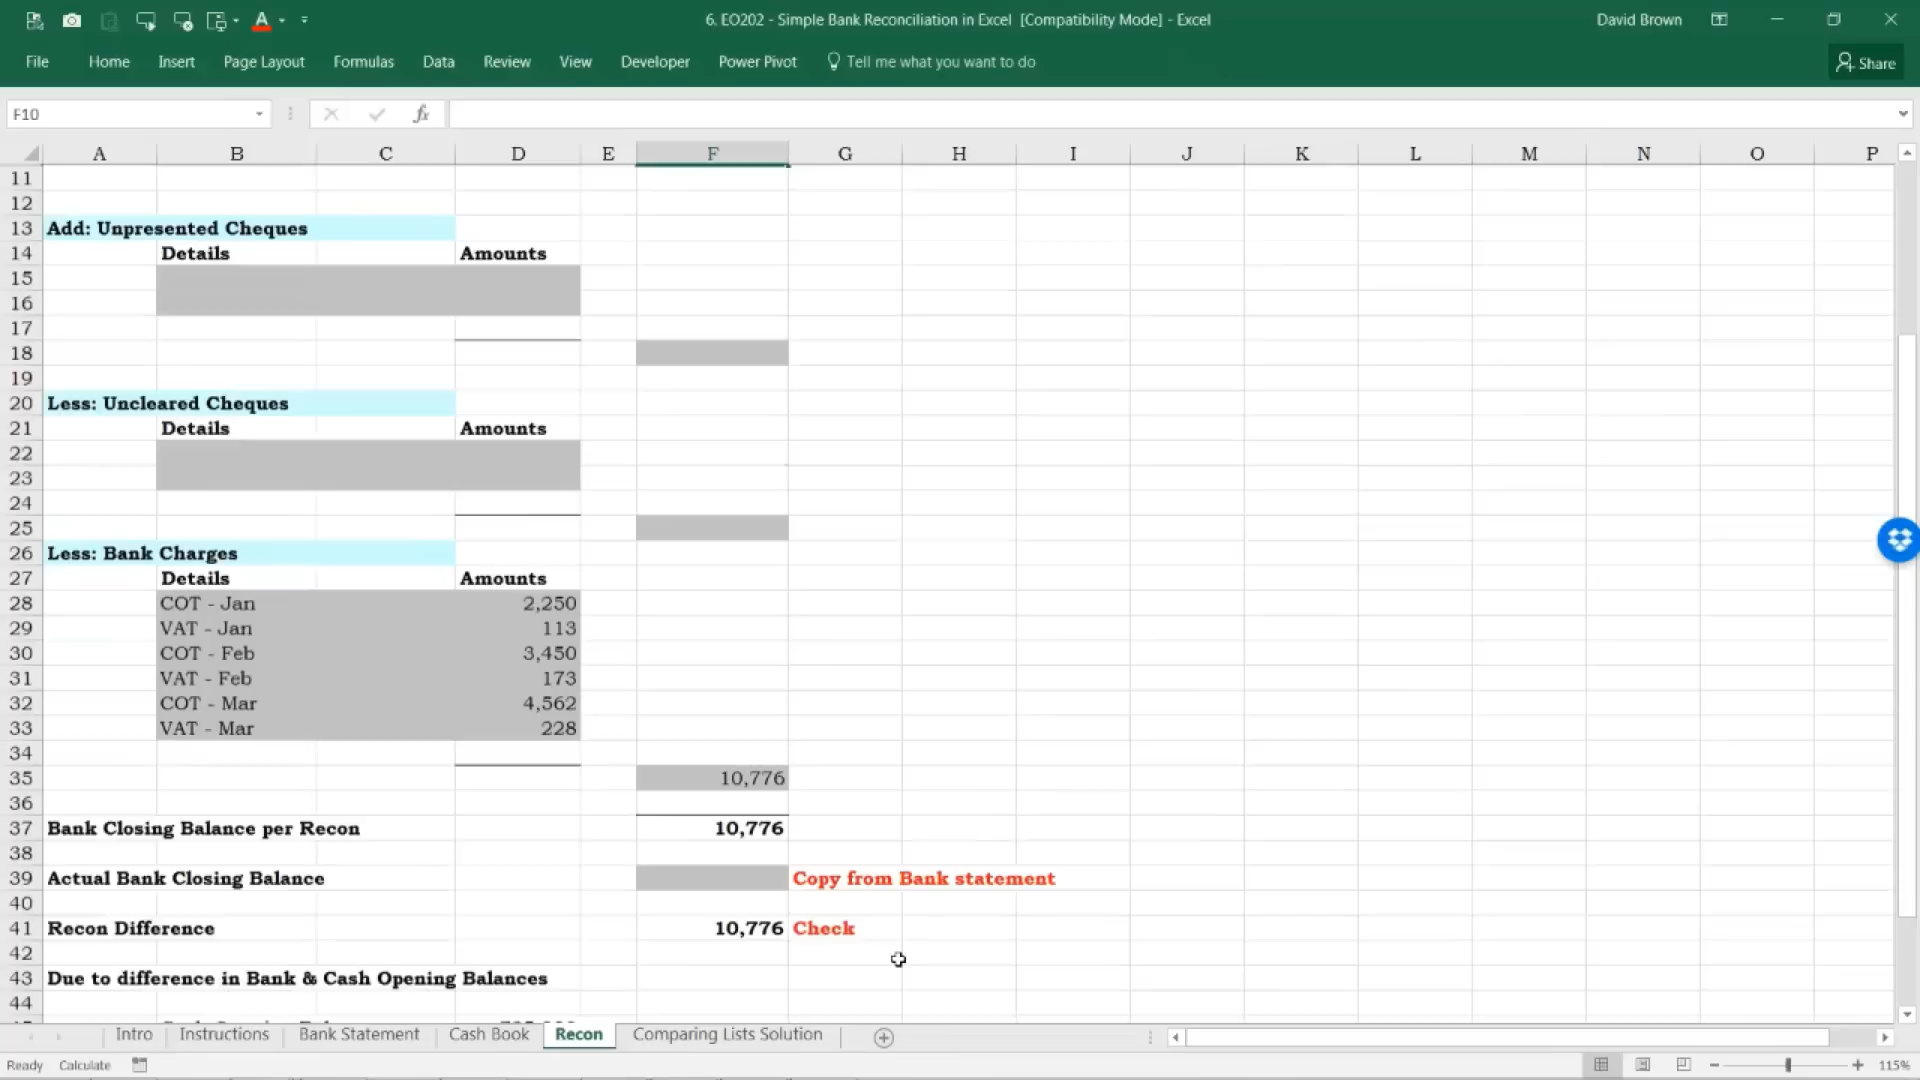 6. EO202 - Simple Bank Reconciliation in Excel [Compatibility Mode] - Excel
David Brown
File Home Insert Page Layout Formulas Data Review View Developer Power Pivot Tell me what you want to do
Share
F10
fx
A B C D E F G H I J K L M N O P
11
12
13 Add: Unpresented Cheques
14 Details Amounts
15
16
17
18
19
20 Less: Uncleared Cheques
21 Details Amounts
22
23
24
25
26 Less: Bank Charges
27 Details Amounts
28 COT - Jan 2,250
29 VAT - Jan 113
30 COT - Feb 3,450
31 VAT - Feb 173
32 COT - Mar 4,562
33 VAT - Mar 228
34
35 10,776
36
37 Bank Closing Balance per Recon 10,776
38
39 Actual Bank Closing Balance Copy from Bank statement
40
41 Recon Difference 10,776 Check
42
43 Due to difference in Bank & Cash Opening Balances
44
Intro Instructions Bank Statement Cash Book Recon Comparing Lists Solution
Ready Calculate
115%